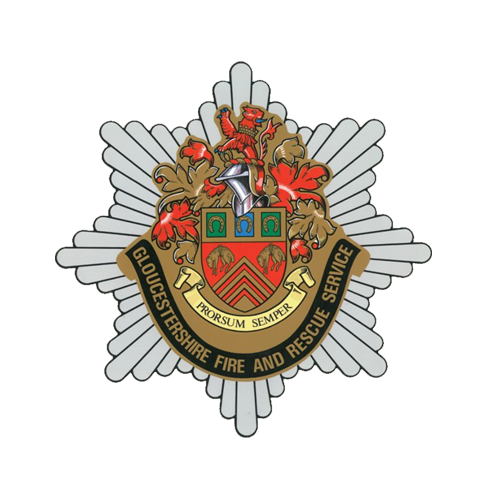 PRORSUM SEMPER
GLOUCESTERSHIRE FIRE AND RESCUE SERVICE